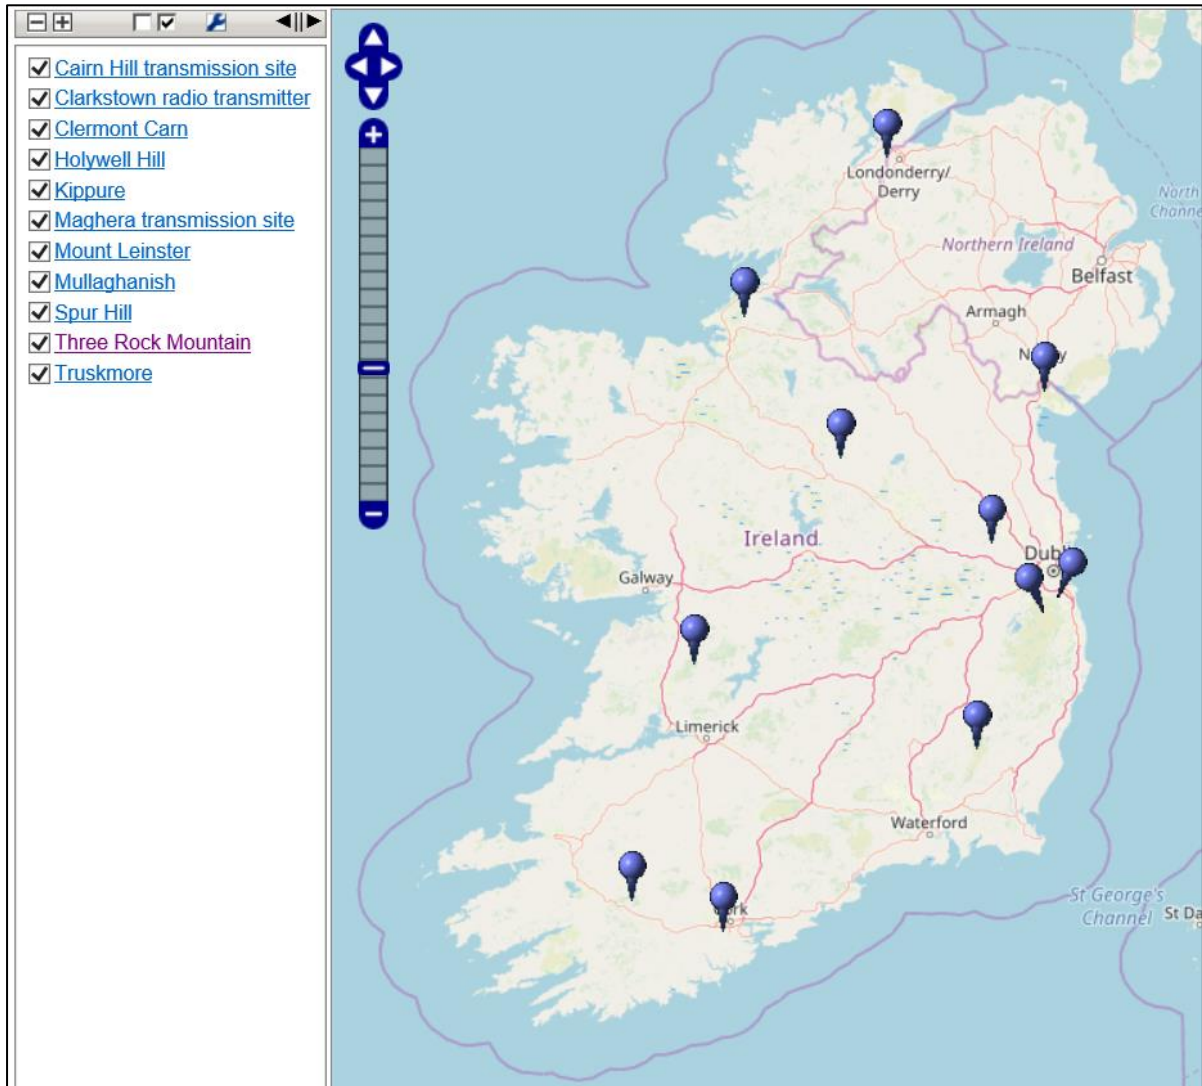 Cairn Hill transmission site
Clarkstown radio transmitter
Clermont Carn
Holywell Hill
Kippure
Maghera transmission site
Mount Leinster
Mullaghanish
Spur Hill
Three Rock Mountain
Truskmore
Londonderry/
Derry
North
Channe
Northern Ireland
Belfast
Armagh
Ireland
Galway
Limerick
Waterford
St George's
Channel
St Da